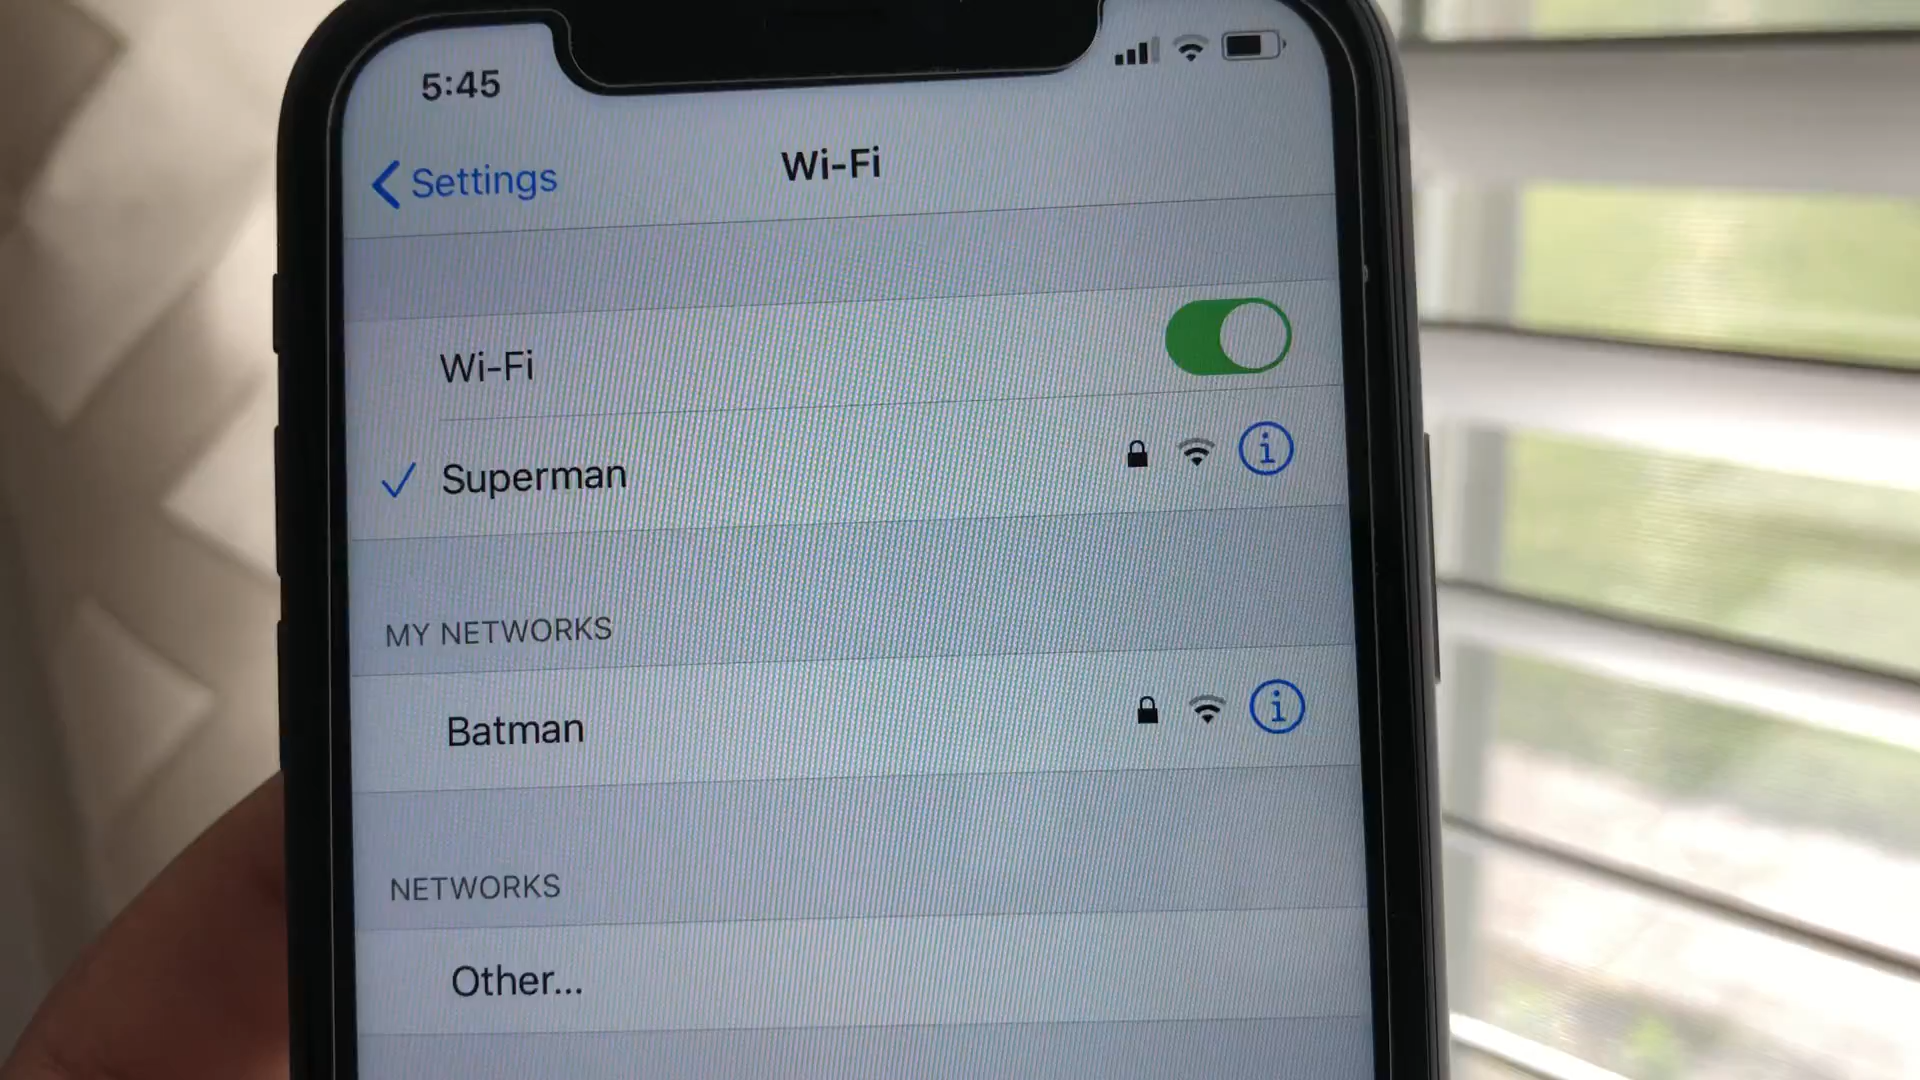 5:45
Settings
Wi-Fi
Wi-Fi
Superman
MY NETWORKS
Batman
NETWORKS
Other...